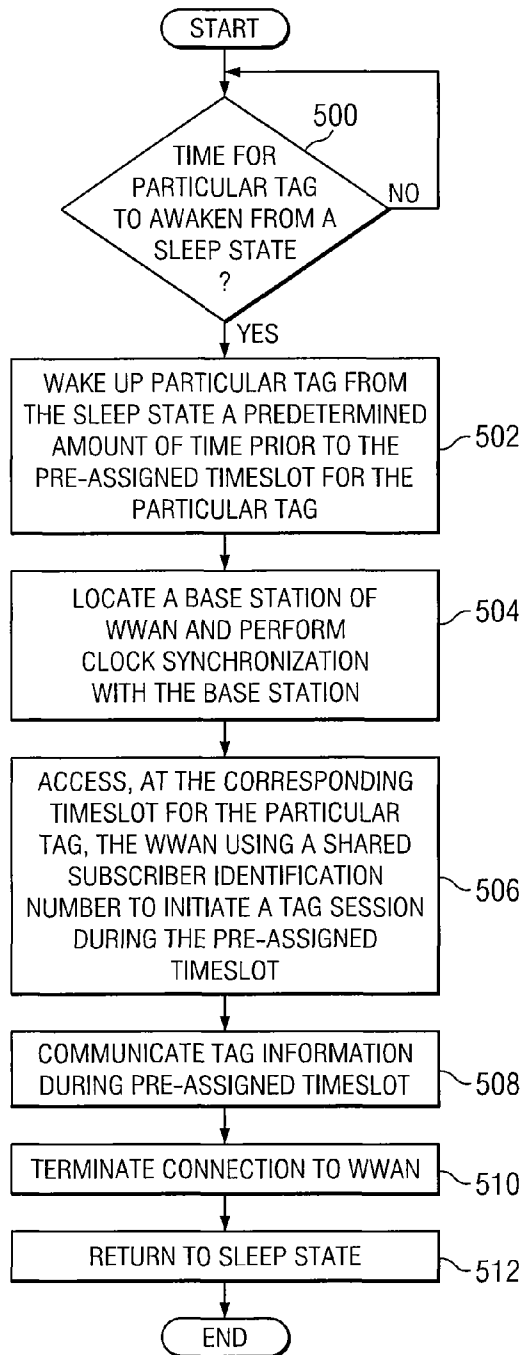 START
500
TIME FOR
PARTICULAR TAG
TO AWAKEN FROM A
SLEEP STATE
?
NO
YES
WAKE UP PARTICULAR TAG FROM
THE SLEEP STATE A PREDETERMINED
AMOUNT OF TIME PRIOR TO THE
PRE-ASSIGNED TIMESLOT FOR THE
PARTICULAR TAG
502
LOCATE A BASE STATION OF
WWAN AND PERFORM
CLOCK SYNCHRONIZATION
WITH THE BASE STATION
504
ACCESS, AT THE CORRESPONDING
TIMESLOT FOR THE PARTICULAR
TAG, THE WWAN USING A SHARED
SUBSCRIBER IDENTIFICATION
NUMBER TO INITIATE A TAG SESSION
DURING THE PRE-ASSIGNED
TIMESLOT
506
COMMUNICATE TAG INFORMATION
DURING PRE-ASSIGNED TIMESLOT
508
TERMINATE CONNECTION TO WWAN
510
RETURN TO SLEEP STATE
512
END